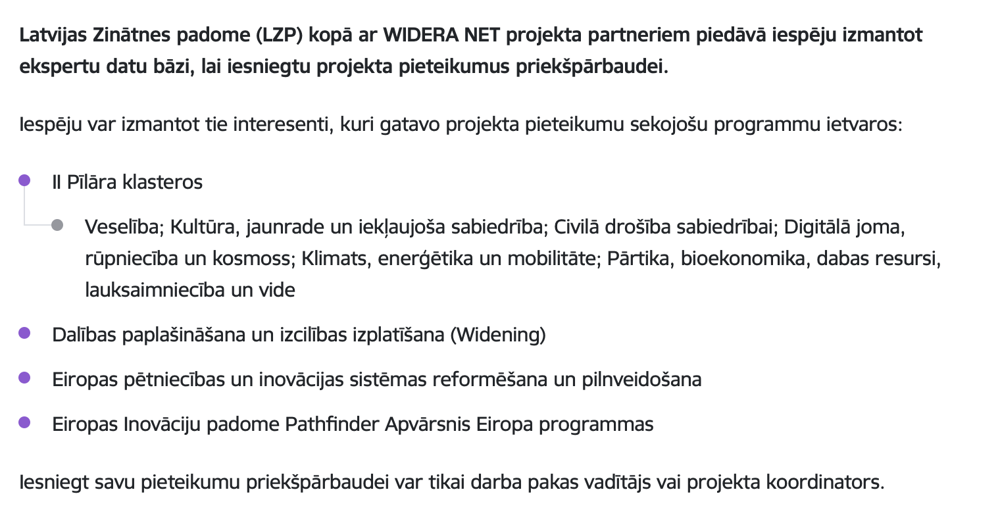 Latvijas Zinātnes padome (LZP) kopā ar WIDERA NET projekta partneriem piedāvā iespēju izmantot
ekspertu datu bāzi, lai iesniegtu projekta pieteikumus priekšpārbaudei.
Iespēju var izmantot tie interesenti, kuri gatavo projekta pieteikumu sekojošu programmu ietvaros:
II Pīlāra klasteros
Veselība; Kultūra, jaunrade un iekļaujoša sabiedrība; Civilā drošība sabiedrībai; Digitālā joma,
rūpniecība un kosmoss; Klimats, enerģētika un mobilitāte; Pārtika, bioekonomika, dabas resursi,
lauksaimniecība un vide
Dalības paplašināšana un izcilības izplatīšana (Widening)
Eiropas pētniecības un inovācijas sistēmas reformēšana un pilnveidošana
Eiropas Inovāciju padome Pathfinder Apvārsnis Eiropa programmas
Iesniegt savu pieteikumu priekšpārbaudei var tikai darba pakas vadītājs vai projekta koordinators.